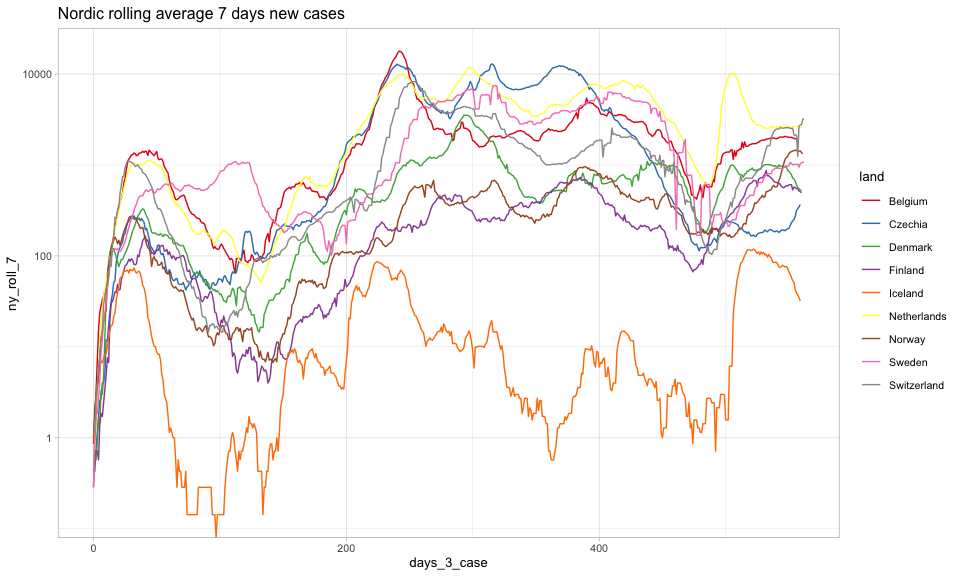 Nordic rolling average 7 days new cases
10000
100
1
ny_roll_7
0
200
400
days_3_case
land
Belgium
Czechia
Denmark
Finland
Iceland
Netherlands
Norway
Sweden
Switzerland